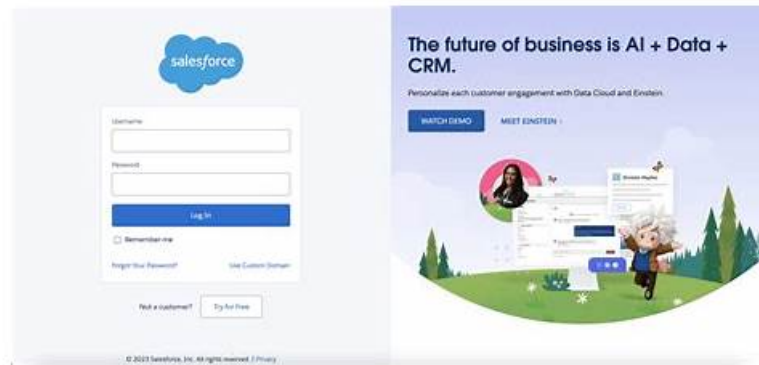 salesforce
Username
Password
Log In
Remember me
Forgot Your Password?
Use Custom Domain
Not a customer?
Try for Free
© 2023 Salesforce, Inc. All rights reserved. | Privacy
The future of business is AI + Data +
CRM.
Personalize each customer engagement with Data Cloud and Einstein.
WATCH DEMO
MEET EINSTEIN ›